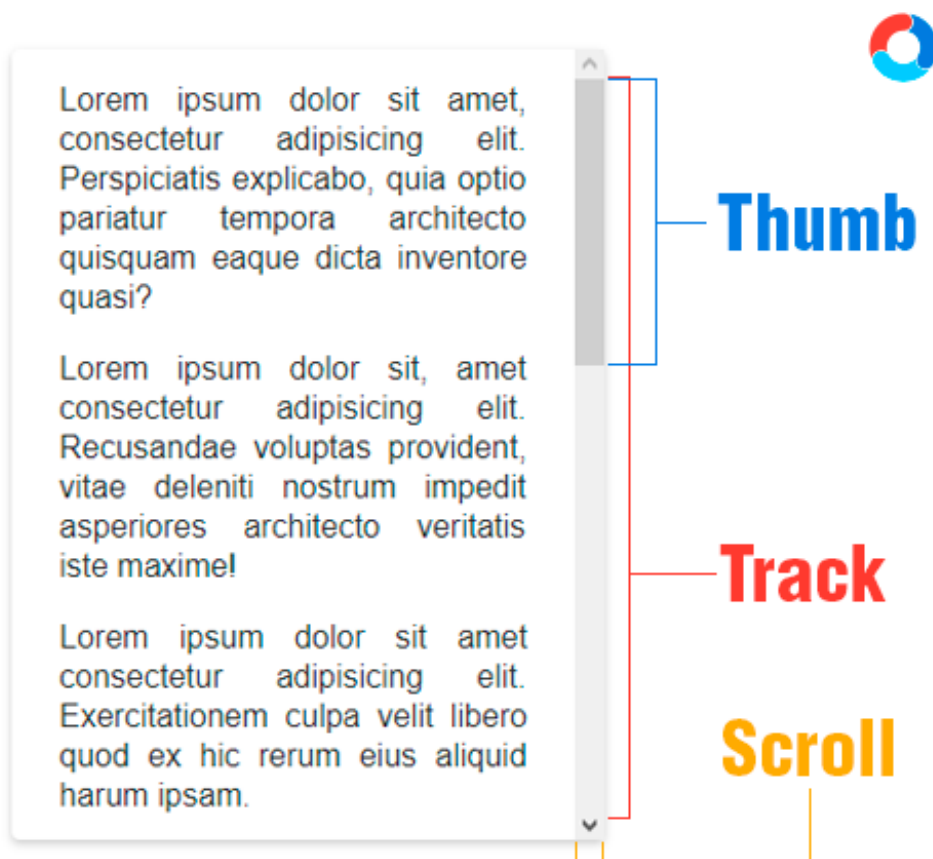 Lorem ipsum dolor sit amet,
consectetur adipisicing elit.
Perspiciatis explicabo, quia optio
pariatur tempora architecto
quisquam eaque dicta inventore
quasi?
Lorem ipsum dolor sit, amet
consectetur adipisicing elit.
Recusandae voluptas provident,
vitae deleniti nostrum impedit
asperiores architecto veritatis
iste maxime!
Lorem ipsum dolor sit amet
consectetur adipisicing elit.
Exercitationem culpa velit libero
quod ex hic rerum eius aliquid
harum ipsam.
Thumb
Track
Scroll